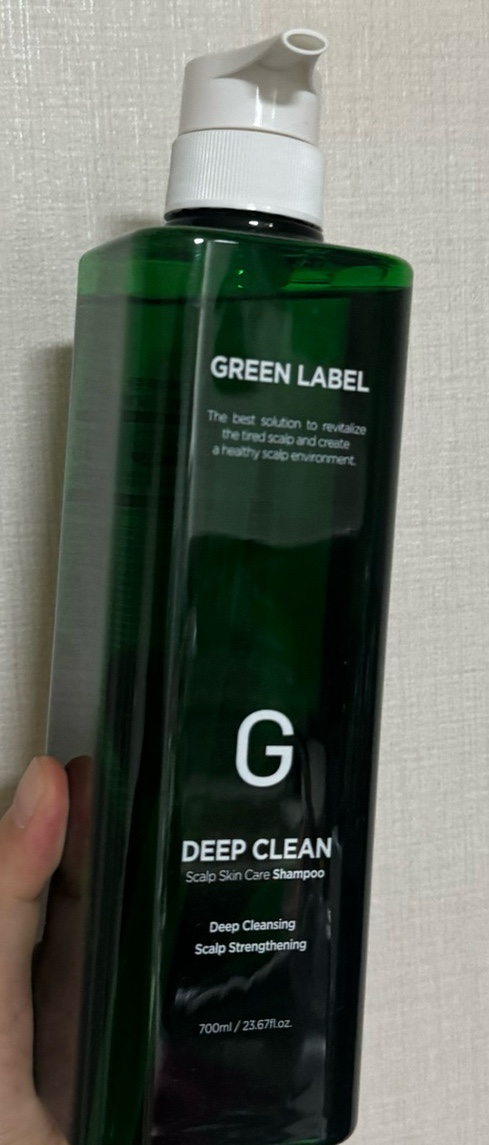 GREEN LABEL
The best solution to revitalize
the tired scalp and create
a healthy scalp environment.
G
DEEP CLEAN
Scalp Skin Care Shampoo
Deep Cleansing
Scalp Strengthening
700ml / 23.67fl.oz.